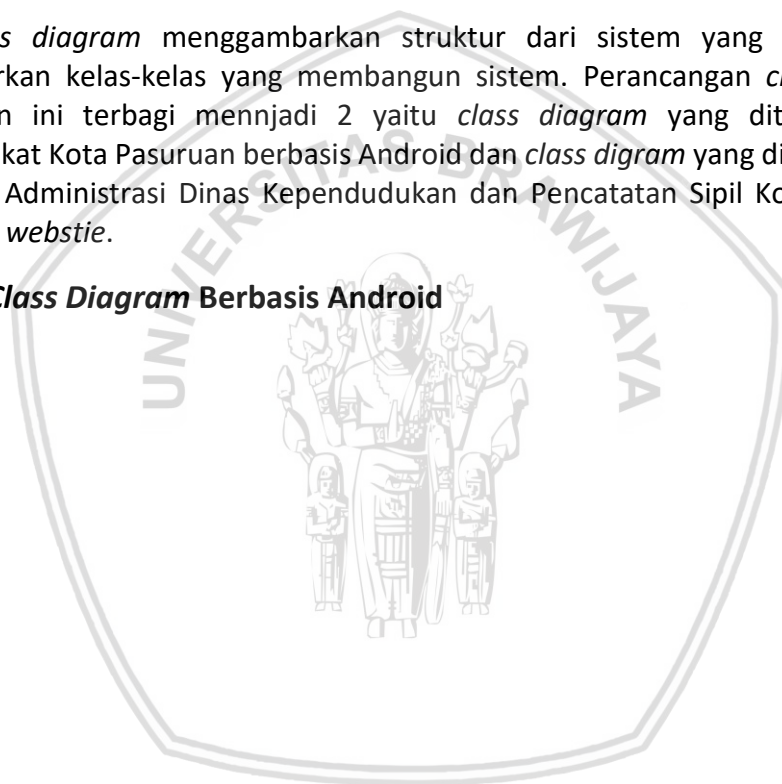 s diagram menggambarkan struktur dari sistem yang
rkan kelas-kelas yang membangun sistem. Perancangan
n ini terbagi mennjadi 2 yaitu class diagram yang dit
kat Kota Pasuruan berbasis Android dan class digram yang di
Administrasi Dinas Kependudukan dan Pencatatan Sipil Ko
webstie.
Class Diagram Berbasis Android
UNIVERSITAS BRAWIJAYA